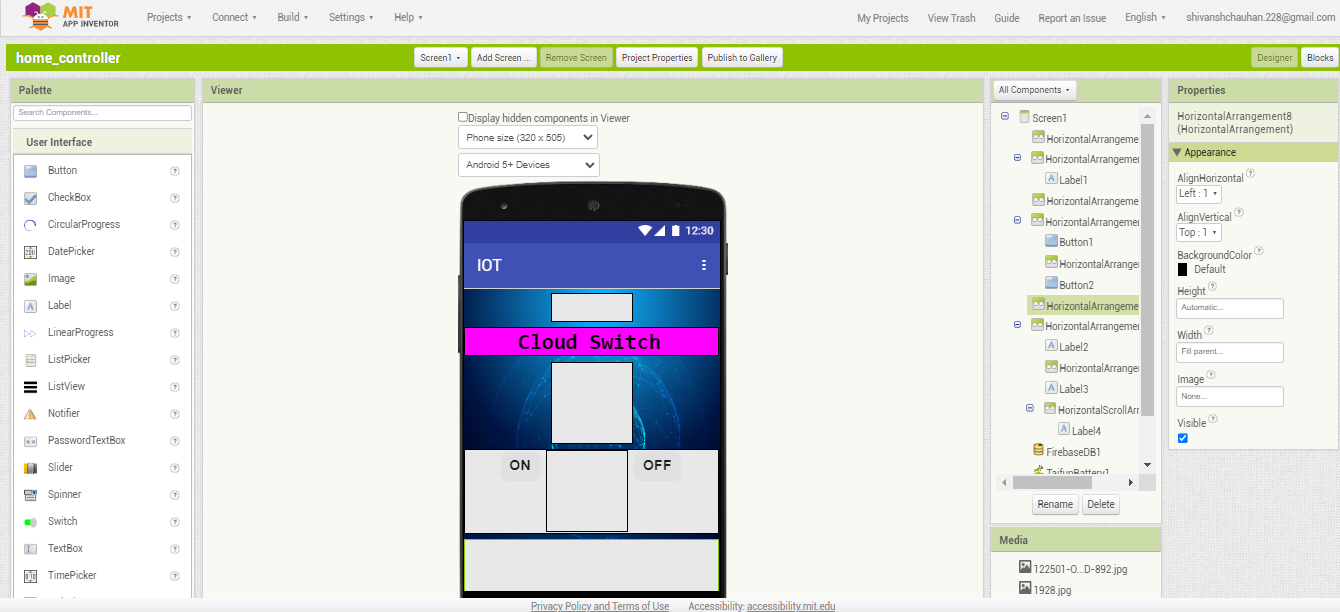 MIT
APP INVENTOR
Projects
Connect
Build
Settings
Help
My Projects
View Trash
Guide
Report an Issue
English
shivanshchauhan.228@gmail.com
home_controller
Screen1
Add Screen ...
Remove Screen
Project Properties
Publish to Gallery
Designer
Blocks
Palette
Search Components...
User Interface
Button
CheckBox
CircularProgress
DatePicker
Image
Label
LinearProgress
ListPicker
ListView
Notifier
PasswordTextBox
Slider
Spinner
Switch
TextBox
TimePicker
Viewer
Display hidden components in Viewer
Phone size (320 x 505)
Android 5+ Devices
12:30
IOT
Cloud Switch
ON
OFF
All Components
Screen1
HorizontalArrangeme
HorizontalArrangemer
Label1
HorizontalArrangeme
HorizontalArrangemer
Button1
HorizontalArrange
Button2
HorizontalArrangeme
HorizontalArrangemer
Label2
HorizontalArranger
Label3
HorizontalScrollArr
Label4
FirebaseDB1
TaifunBattery1
Rename
Delete
Media
122501-O...D-892.jpg
1928.jpg
Properties
HorizontalArrangement8
(HorizontalArrangement)
Appearance
AlignHorizontal
Left : 1
AlignVertical
Top : 1
BackgroundColor
Default
Height
Automatic...
Width
Fill parent...
Image
None...
Visible
Privacy Policy and Terms of Use
Accessibility: accessibility.mit.edu